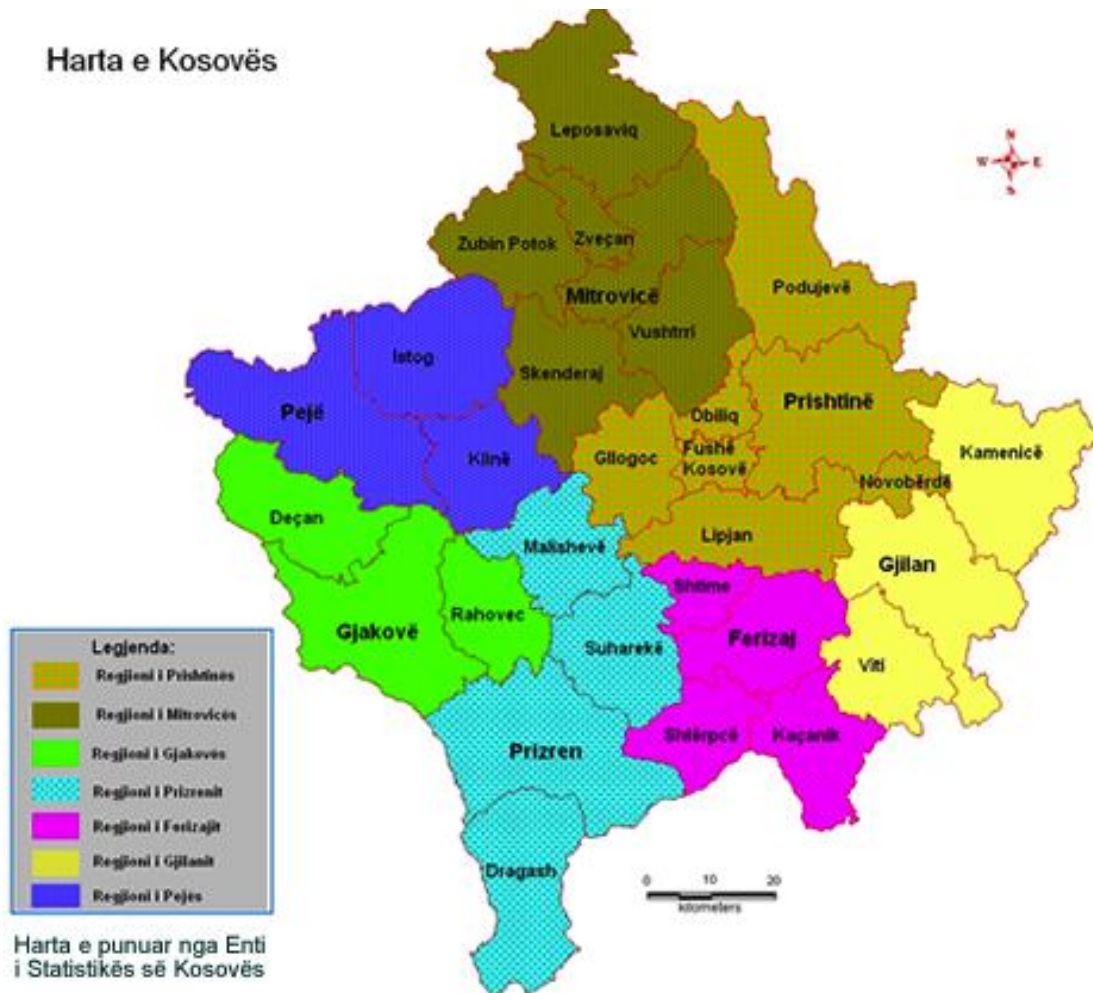 Harta e Kosovës
N
W E
S
Leposaviq
Zubin Potok
Zveçan
Mitrovicë
Podujevë
Vushtrri
Istog
Skenderaj
Pejë
Prishtinë
Obiliq
Klinë
Gllogoc
Fushë
Kosovë
Kamenicë
Novobërdë
Deçan
Malishevë
Lipjan
Gjilan
Shtime
Rahovec
Gjakovë
Suharekë
Ferizaj
Viti
Prizren
Shtërpcë
Kaçanik
Dragash
Legjenda:
Regjioni i Prishtinës
Regjioni i Mitrovicës
Regjioni i Gjakovës
Regjioni i Prizrenit
Regjioni i Ferizajit
Regjioni i Gjilanit
Regjioni i Pejës
0 10 20
kilometers
Harta e punuar nga Enti
i Statistikës së Kosovës